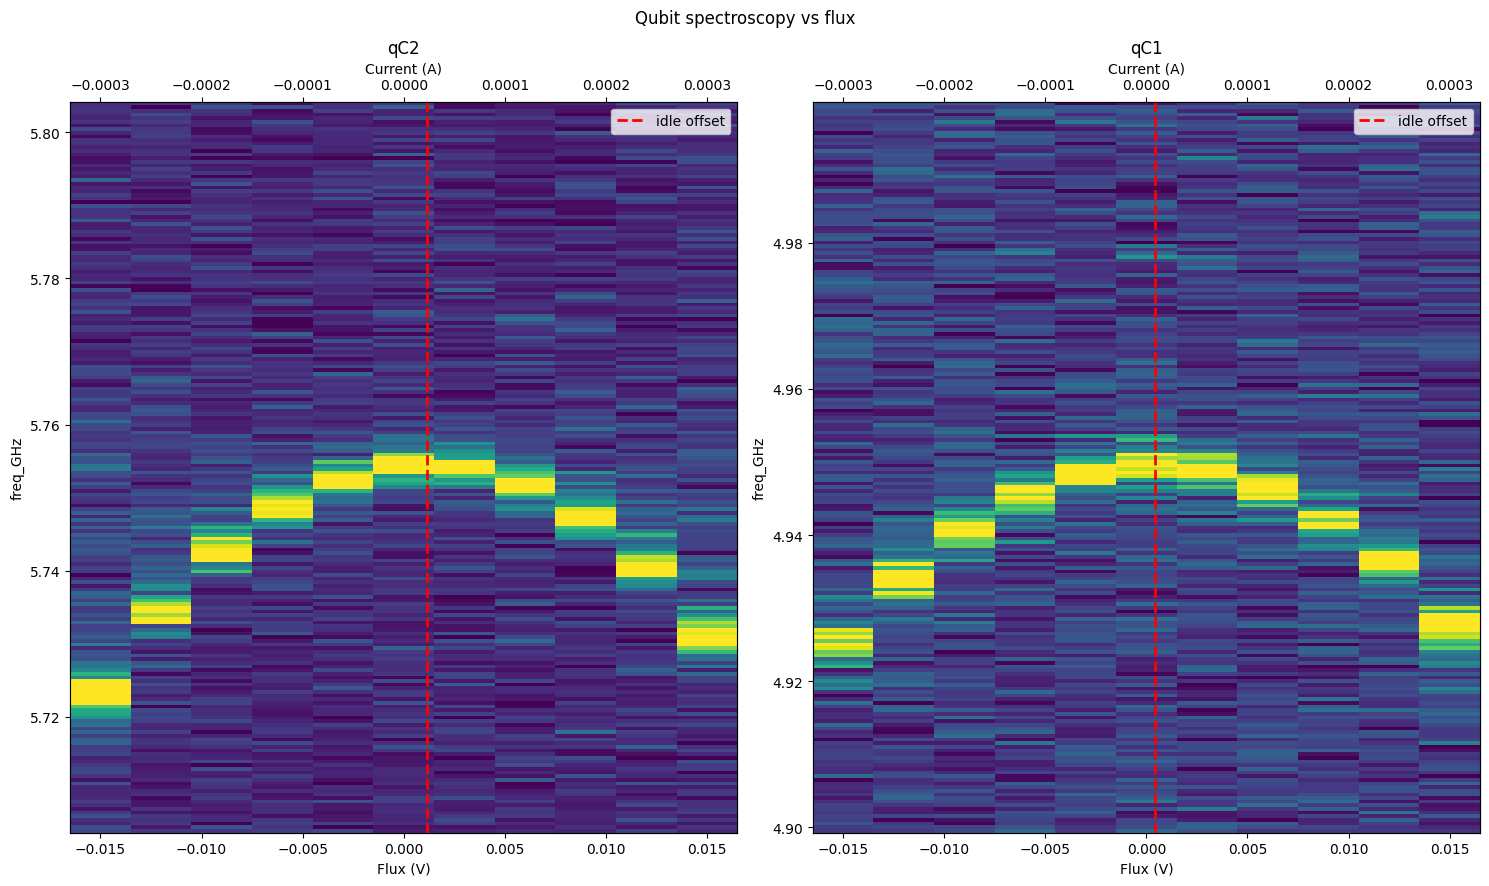 Qubit spectroscopy vs flux
qC2
Current (A)
−0.0003 −0.0002 −0.0001 0.0000 0.0001 0.0002 0.0003
idle offset
5.80
5.78
5.76
5.74
5.72
freq_GHz
−0.015 −0.010 −0.005 0.000 0.005 0.010 0.015
Flux (V)
qC1
Current (A)
−0.0003 −0.0002 −0.0001 0.0000 0.0001 0.0002 0.0003
idle offset
4.98
4.96
4.94
4.92
4.90
freq_GHz
−0.015 −0.010 −0.005 0.000 0.005 0.010 0.015
Flux (V)